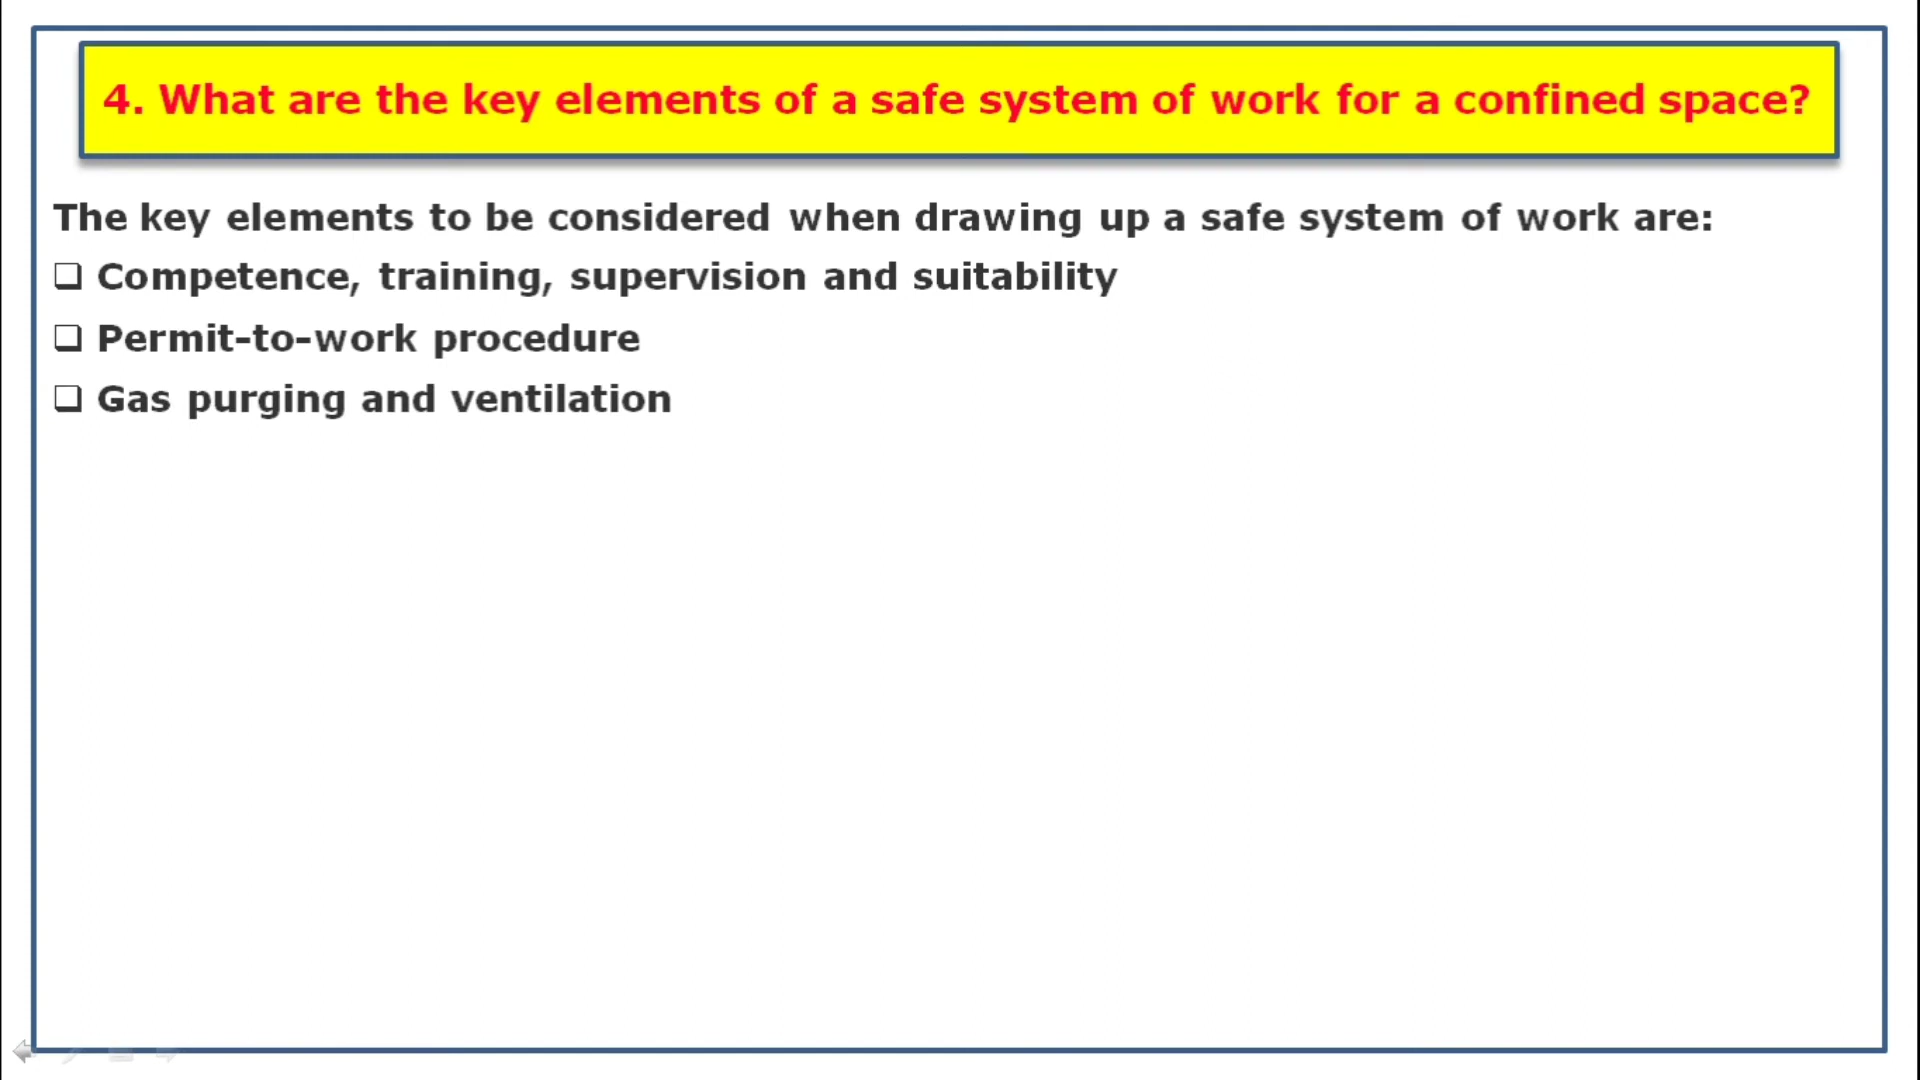 4. What are the key elements of a safe system of work for a confined space?
The key elements to be considered when drawing up a safe system of work are:
❑ Competence, training, supervision and suitability
❑ Permit-to-work procedure
❑ Gas purging and ventilation